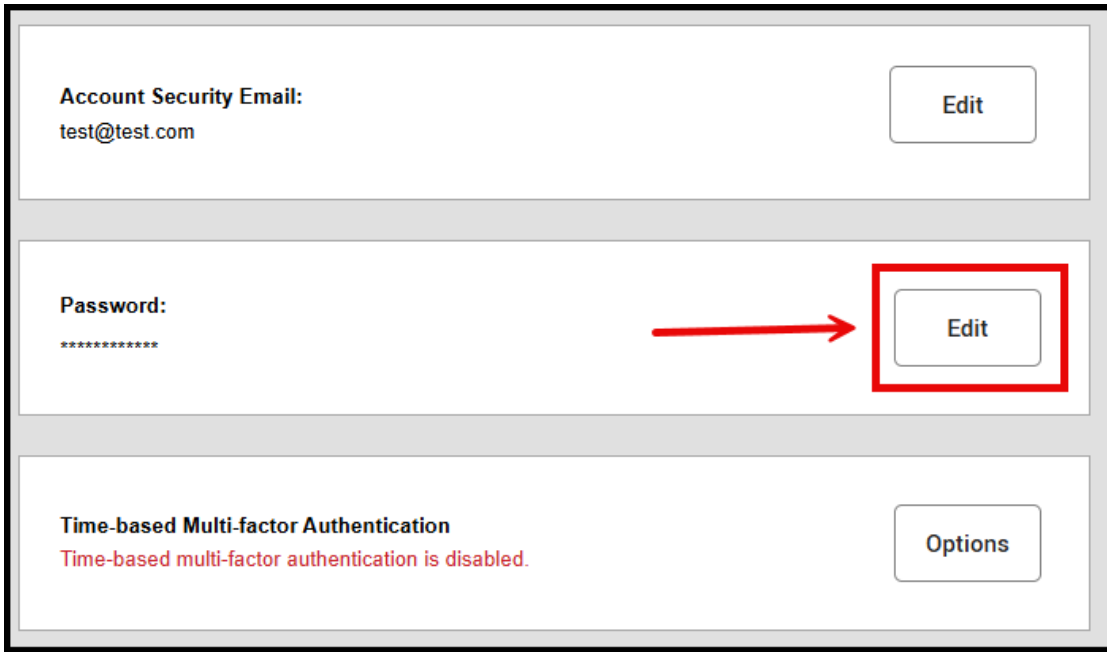 Account Security Email:
test@test.com
Edit
Password:
************
Edit
Time-based Multi-factor Authentication
Time-based multi-factor authentication is disabled.
Options